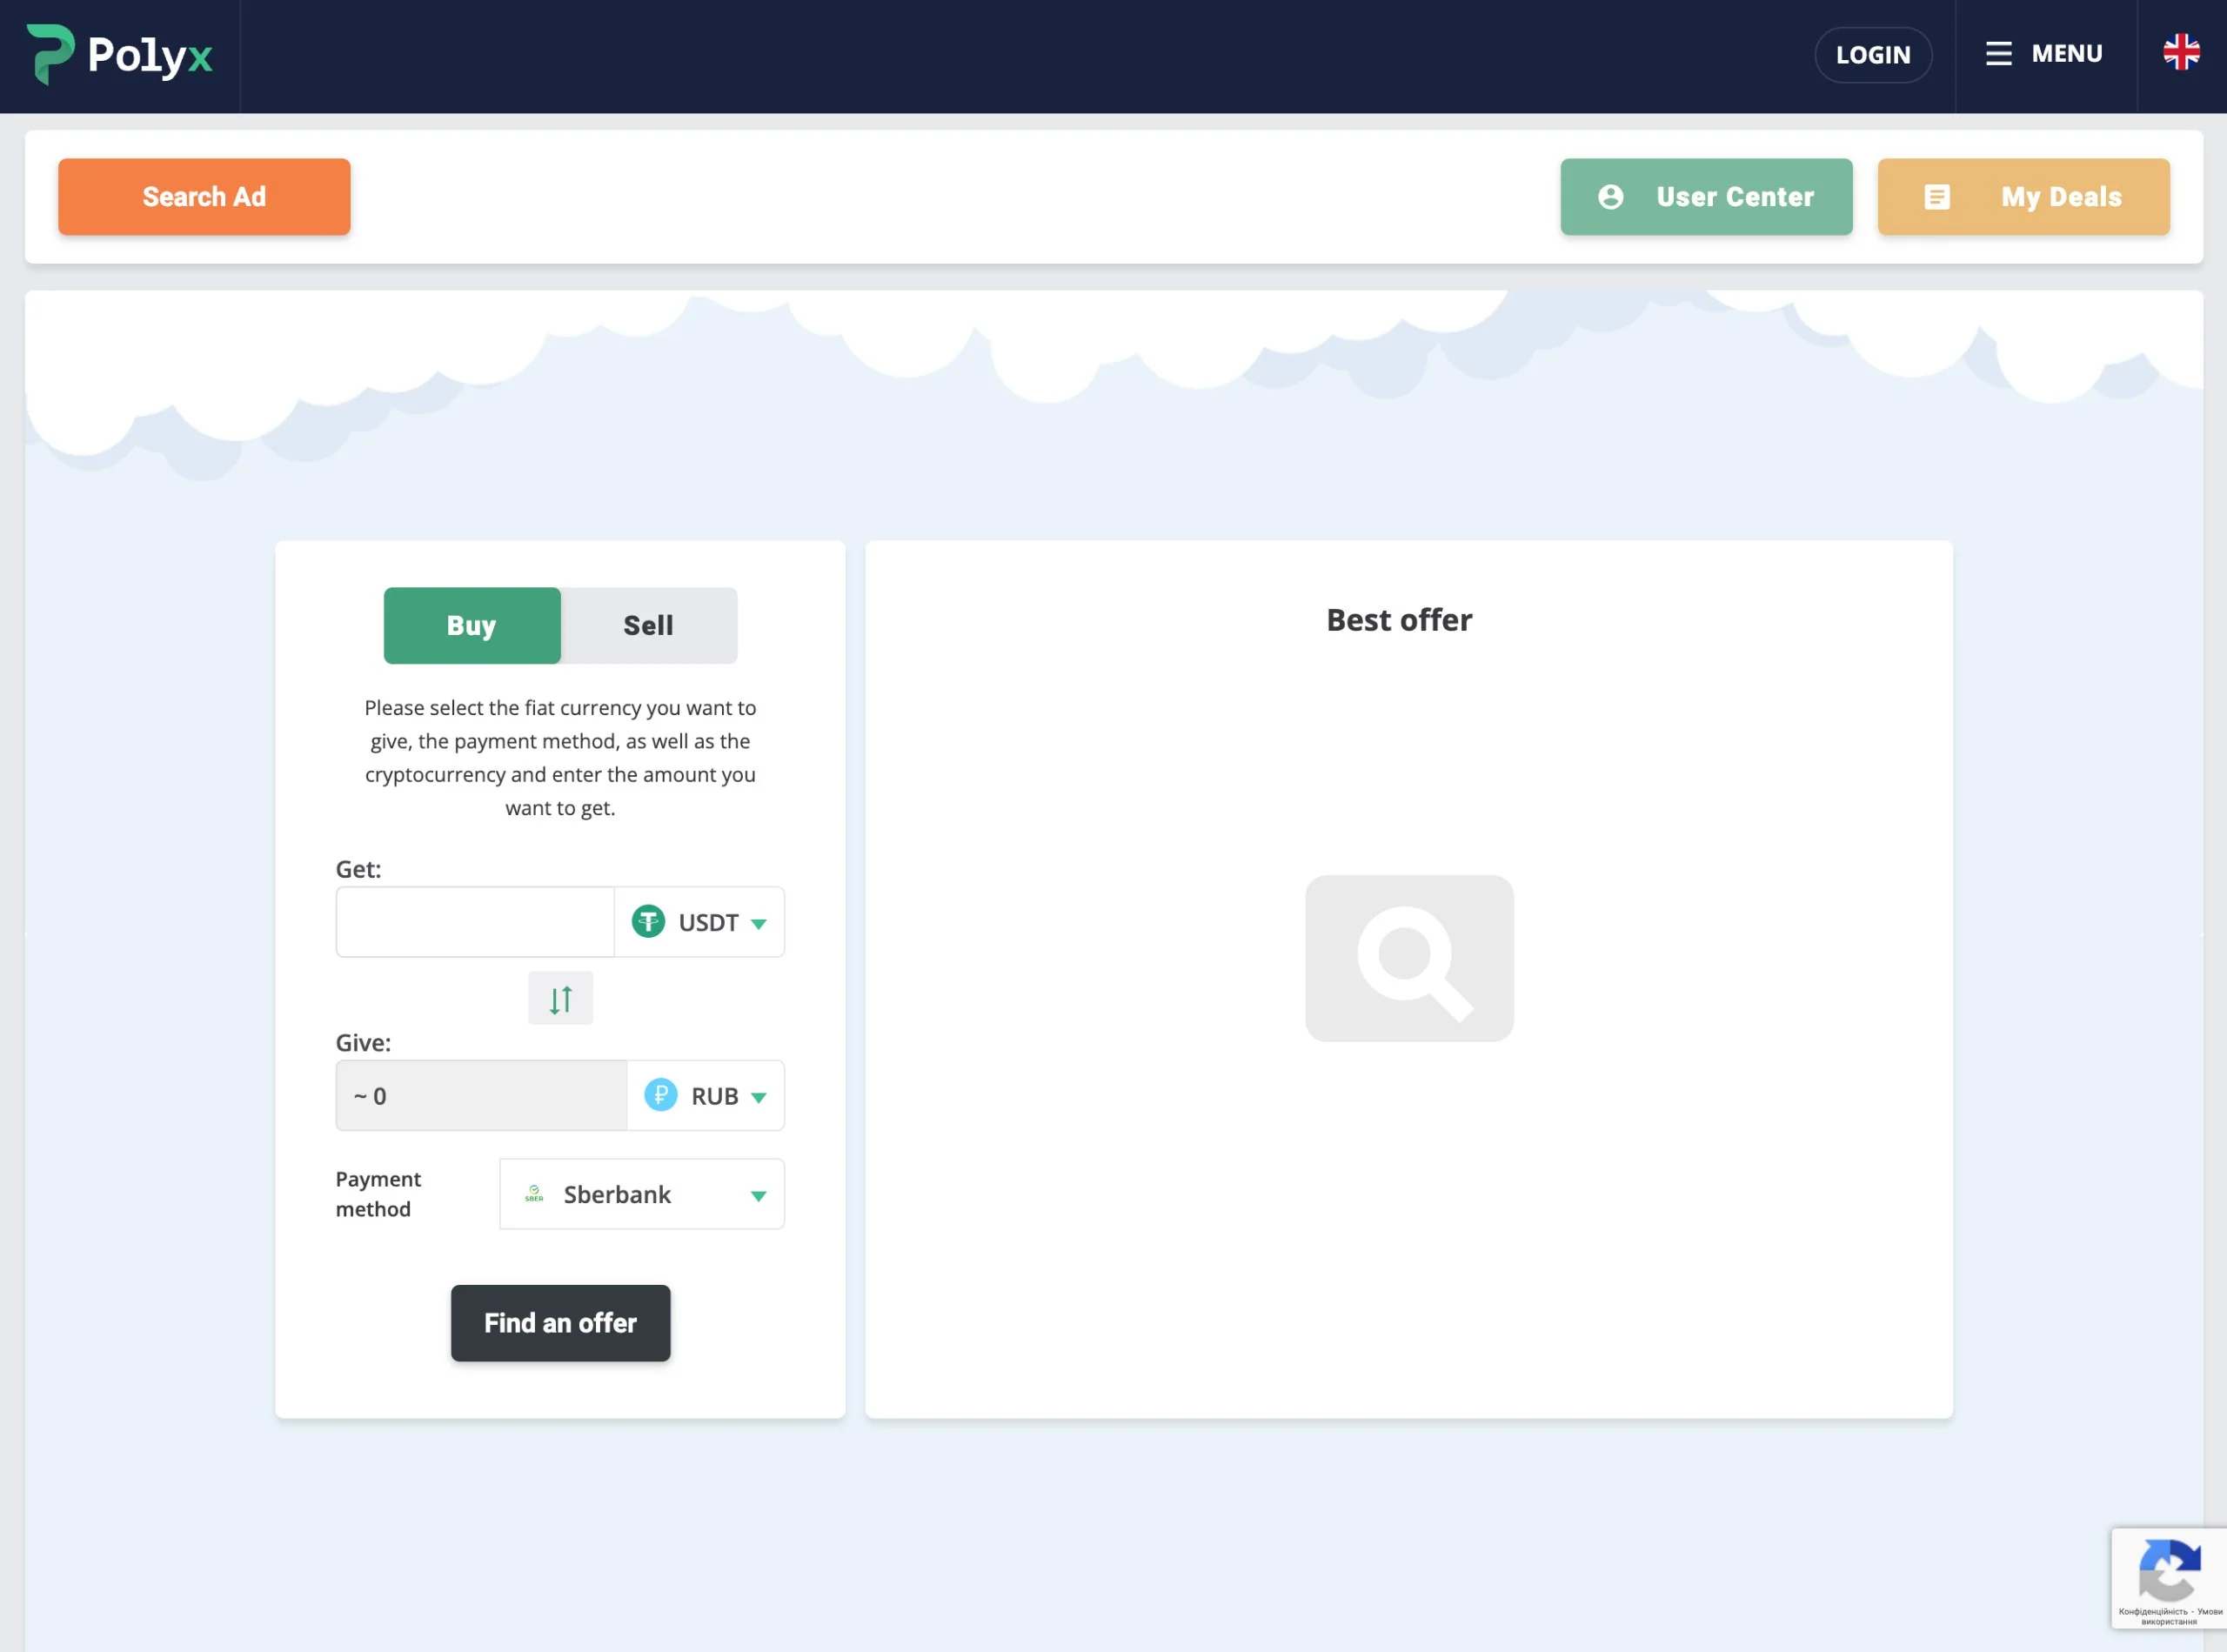 Polyx
LOGIN
MENU
Search Ad
User Center
My Deals
Buy
Sell
Please select the fiat currency you want to
give, the payment method, as well as the
cryptocurrency and enter the amount you
want to get.
Get:
USDT
Give:
~ 0
RUB
Payment
method
SBER
Sberbank
Find an offer
Best offer
Конфіденційність - Умови
використання